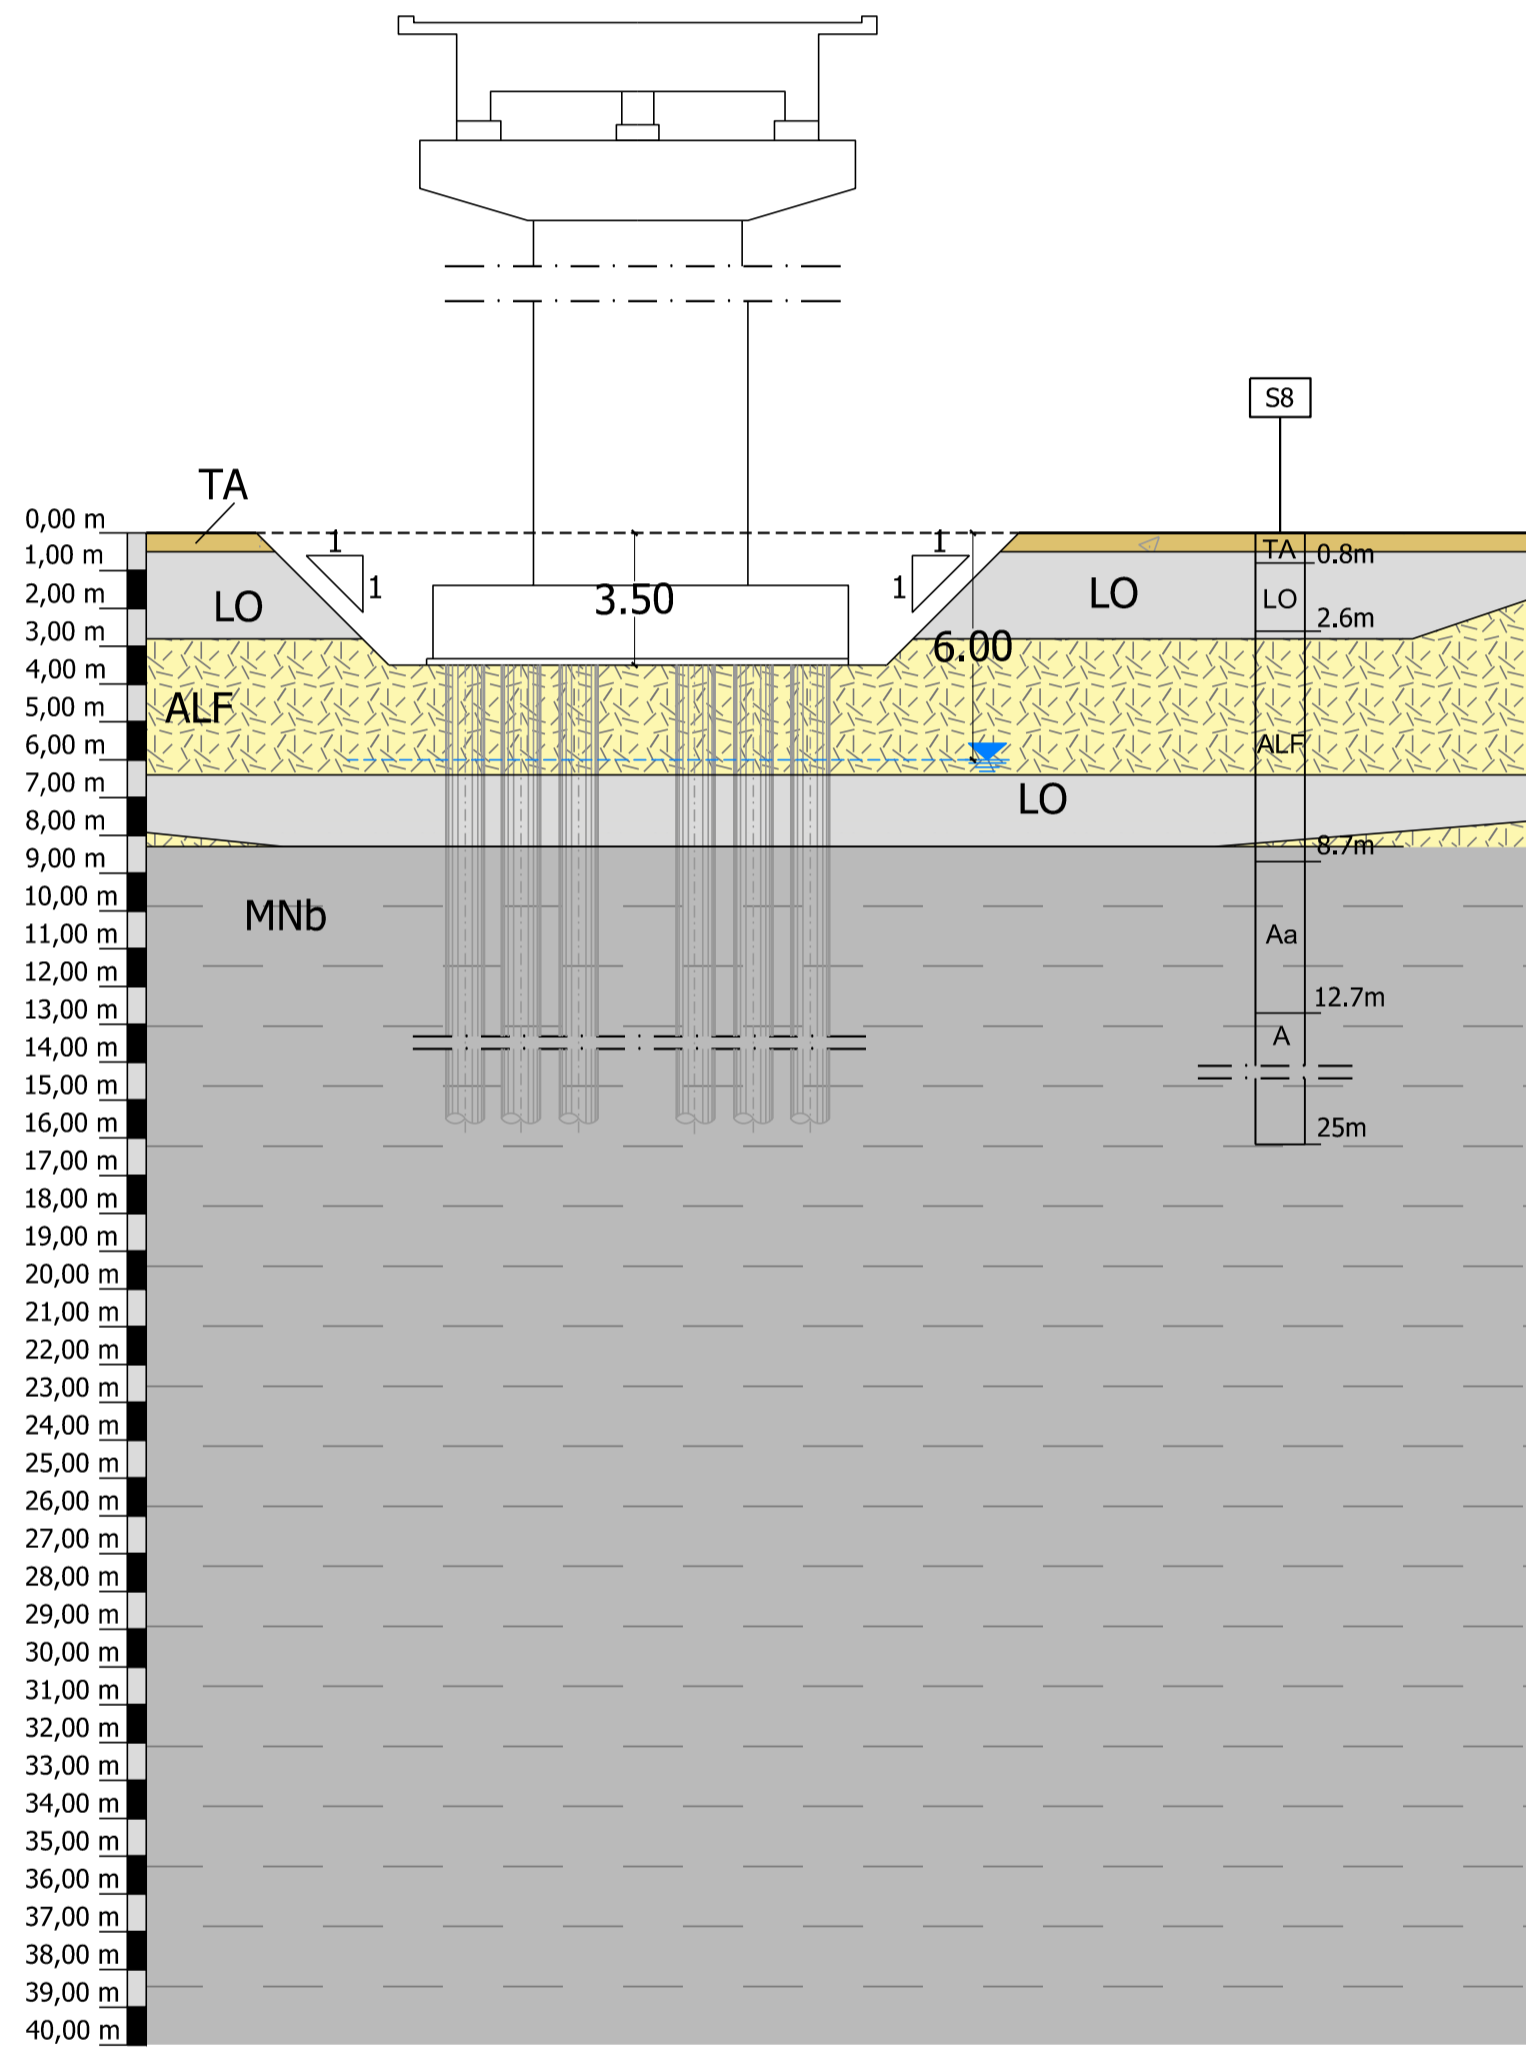 S8
TA
0,00 m
1
1
1
1
3.50
6.00
TA
0.8m
1,00 m
2,00 m
LO
LO
LO
2.6m
3,00 m
4,00 m
ALF
5,00 m
6,00 m
ALF
7,00 m
LO
8,00 m
8.7m
9,00 m
10,00 m
MNb
11,00 m
Aa
12,00 m
12.7m
13,00 m
A
14,00 m
15,00 m
16,00 m
25m
17,00 m
18,00 m
19,00 m
20,00 m
21,00 m
22,00 m
23,00 m
24,00 m
25,00 m
26,00 m
27,00 m
28,00 m
29,00 m
30,00 m
31,00 m
32,00 m
33,00 m
34,00 m
35,00 m
36,00 m
37,00 m
38,00 m
39,00 m
40,00 m